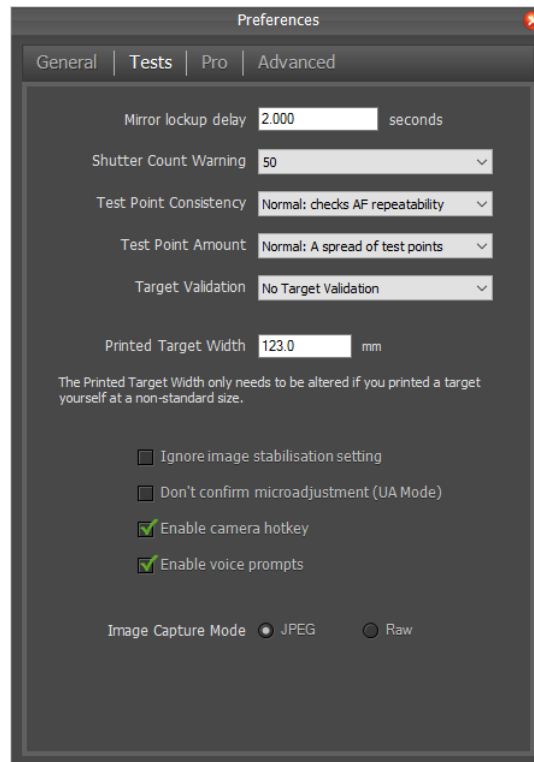 Preferences
General Tests Pro Advanced
Mirror lockup delay 2.000 seconds
Shutter Count Warning 50
Test Point Consistency Normal: checks AF repeatability
Test Point Amount Normal: A spread of test points
Target Validation No Target Validation
Printed Target Width 123.0 mm
The Printed Target Width only needs to be altered if you printed a target
yourself at a non-standard size.
Ignore image stabilisation setting
Don't confirm microadjustment (UA Mode)
Enable camera hotkey
Enable voice prompts
Image Capture Mode JPEG Raw